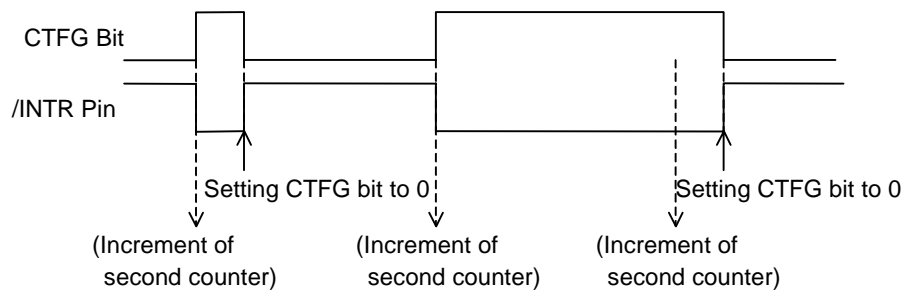 CTFG Bit
/INTR Pin
Setting CTFG bit to 0
Setting CTFG bit to 0
(Increment of
second counter)
(Increment of
second counter)
(Increment of
second counter)